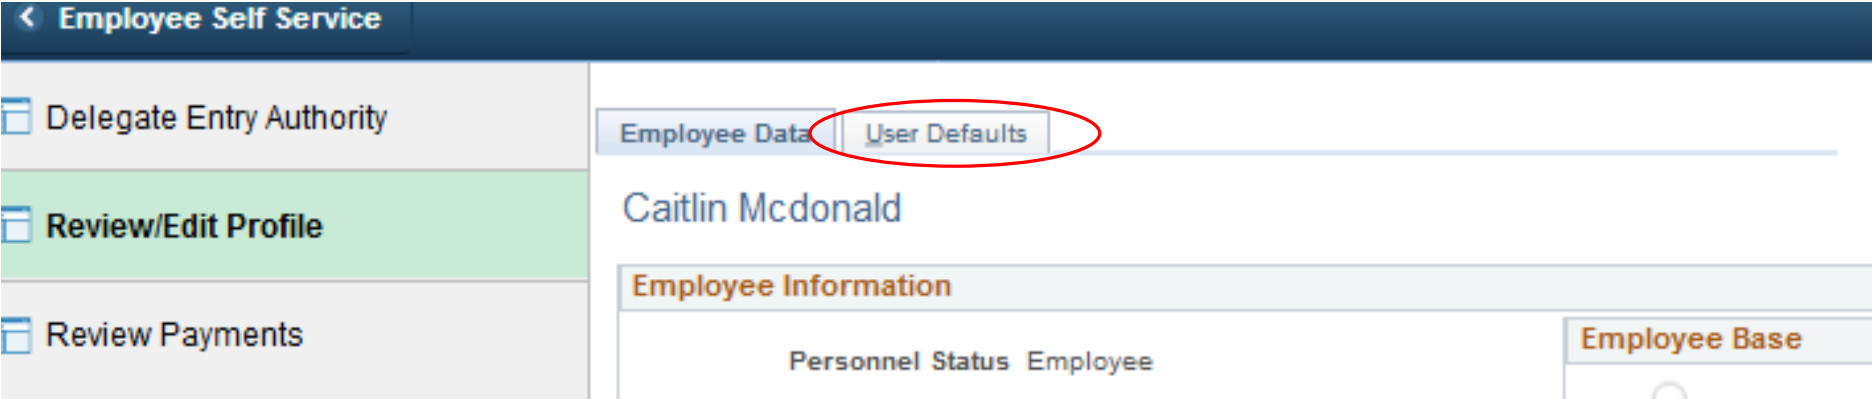 Employee Self Service
Delegate Entry Authority
Review/Edit Profile
Review Payments
Employee Data
User Defaults
Caitlin Mcdonald
Employee Information
Personnel Status Employee
Employee Base